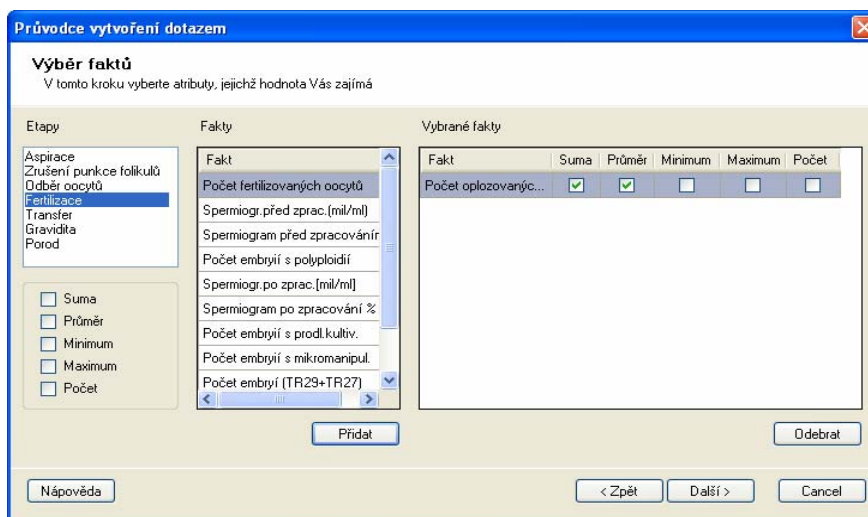 Průvodce vytvoření dotazem
Výběr faktů
V tomto kroku vyberte atributy, jejichž hodnota Vás zajímá
Etapy
Aspirace
Zrušení punkce folikulů
Odběr oocytů
Fertilizace
Transfer
Gravidita
Porod
Suma
Průměr
Minimum
Maximum
Počet
Fakty
Fakt
Počet fertilizovaných oocytů
Spermiogr.před zprac.(mil/ml)
Spermiogram před zpracovánír
Počet embryií s polyploidií
Spermiogr.po zprac.[mil/ml]
Spermiogram po zpracování %
Počet embryií s prodl.kultiv.
Počet embryií s mikromanipul.
Počet embryí (TR29+TR27)
Přidat
Vybrané fakty
Fakt Suma Průměr Minimum Maximum Počet
Počet oplozovanýc...
Odebrat
Nápověda
< Zpět
Další >
Cancel